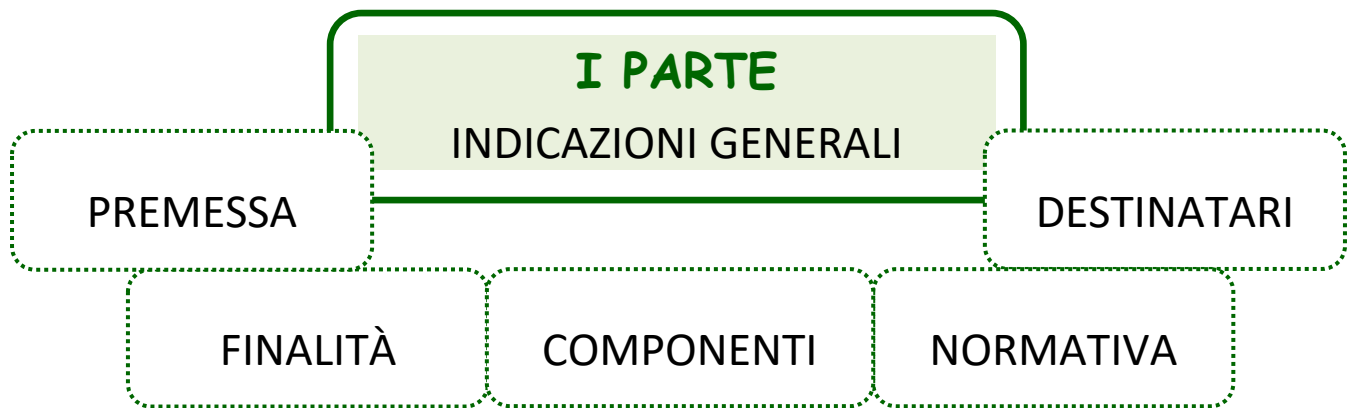 I PARTE
INDICAZIONI GENERALI
PREMESSA
DESTINATARI
FINALITÀ
COMPONENTI
NORMATIVA